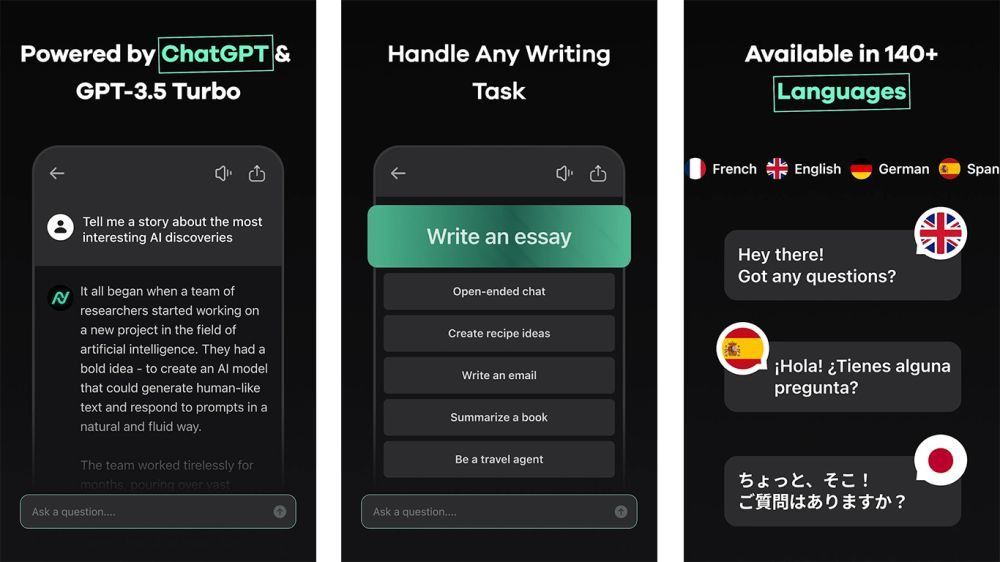 Powered by ChatGPT &
GPT-3.5 Turbo
Tell me a story about the most
interesting AI discoveries
It all began when a team of
researchers started working on
a new project in the field of
artificial intelligence. They had a
bold idea - to create an AI model
that could generate human-like
text and respond to prompts in a
natural and fluid way.
The team worked tirelessly for
months, pouring over vast
Ask a question....
Handle Any Writing
Task
Write an essay
Open-ended chat
Create recipe ideas
Write an email
Summarize a book
Be a travel agent
Ask a question....
Available in 140+
Languages
French English German Span
Hey there!
Got any questions?
¡Hola! ¿Tienes alguna
pregunta?
ちょっと、そこ！
ご質問はありますか？